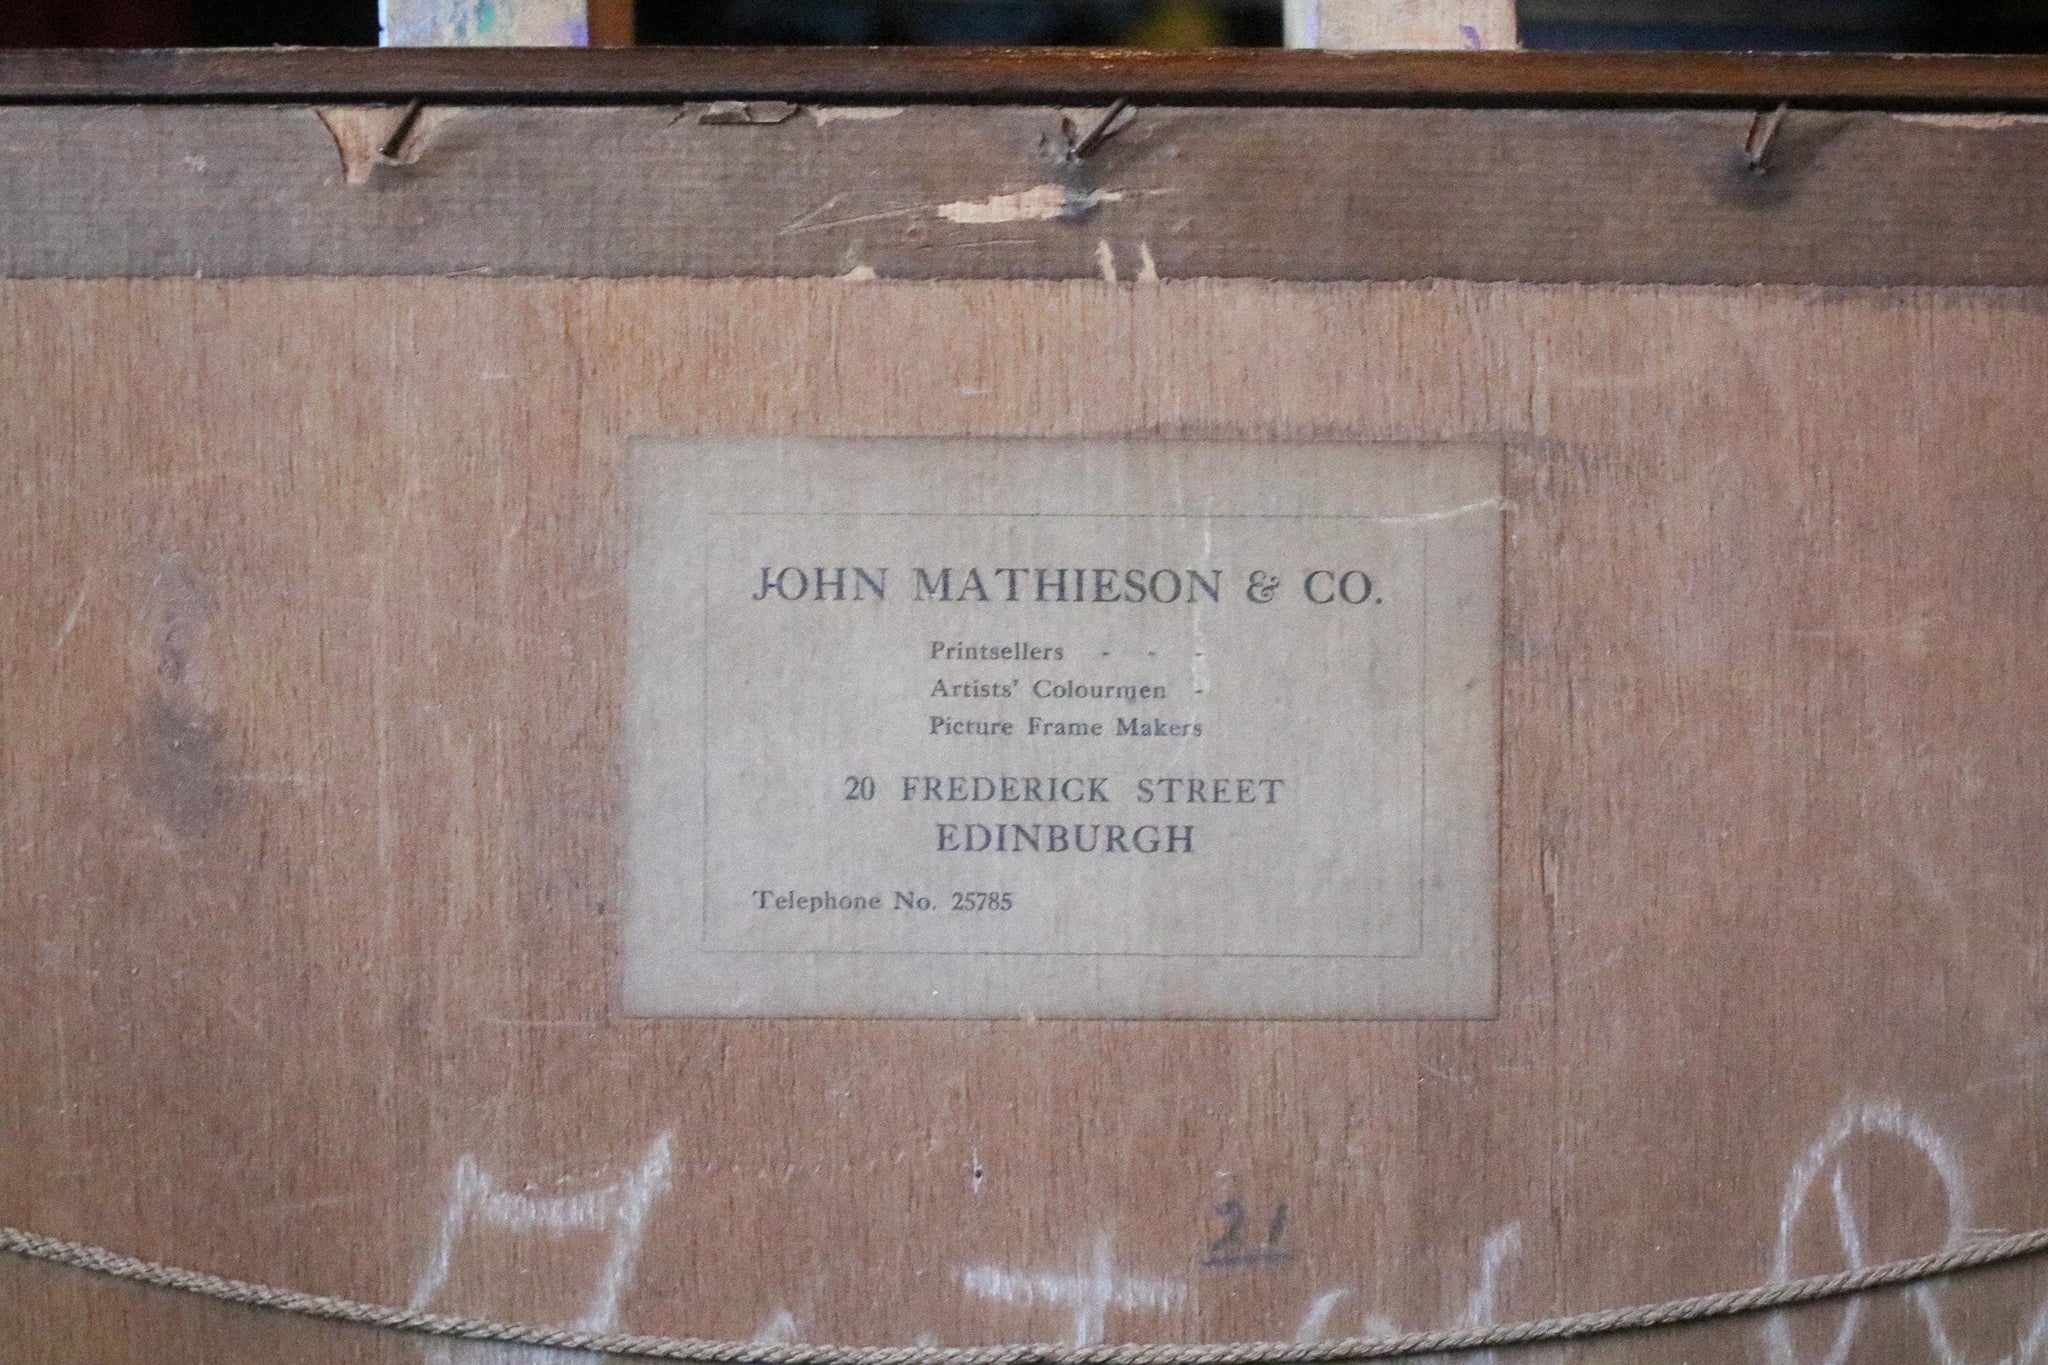 JOHN MATHIESON & CO.
Printsellers - - -
Artists' Colourmen -
Picture Frame Makers
20 FREDERICK STREET
EDINBURGH
Telephone No. 25785
21